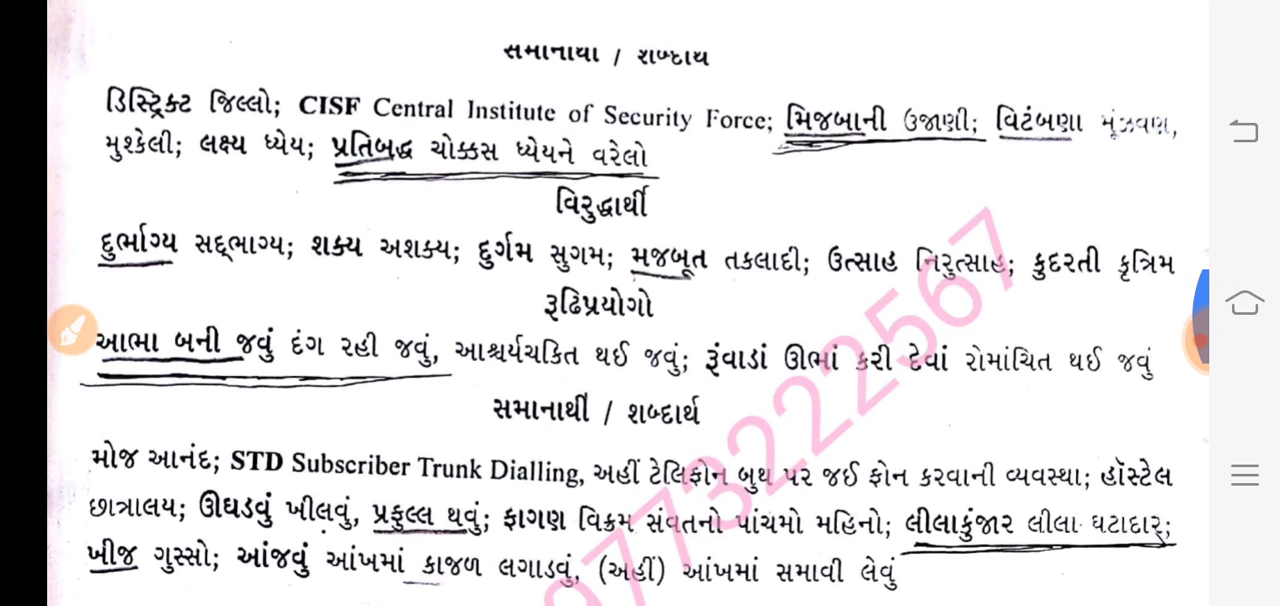 સમાનાર્થી / શબ્દાર્થ
ડિસ્ટ્રિક્ટ જિલ્લો; CISF Central Institute of Security Force; મિજબાની ઉજાણી; વિટંબણા મૂંઝવણ,
મુશ્કેલી; લક્ષ્ય ધ્યેય; પ્રતિબદ્ધ ચોક્કસ ધ્યેયને વરેલો
વિરુદ્ધાર્થી
દુર્ભાગ્ય સદ્ભાગ્ય; શક્ય અશક્ય; દુર્ગમ સુગમ; મજબૂત તકલાદી; ઉત્સાહ નિરુત્સાહ; કુદરતી કૃત્રિમ
રૂઢિપ્રયોગો
આભા બની જવું દંગ રહી જવું, આશ્ચર્યચકિત થઈ જવું; રૂંવાડાં ઊભાં કરી દેવાં રોમાંચિત થઈ જવું
સમાનાર્થી / શબ્દાર્થ
મોજ આનંદ; STD Subscriber Trunk Dialling, અહીં ટેલિફોન બુથ પર જઈ ફોન કરવાની વ્યવસ્થા; હૉસ્ટેલ
છાત્રાલય; ઊઘડવું ખીલવું, પ્રફુલ્લ થવું; ફાગણ વિક્રમ સંવતનો પાંચમો મહિનો; લીલાકુંજાર લીલા ઘટાદાર;
ખીજ ગુસ્સો; આંજવું આંખમાં કાજળ લગાડવું, (અહીં) આંખમાં સમાવી લેવું
9773222567